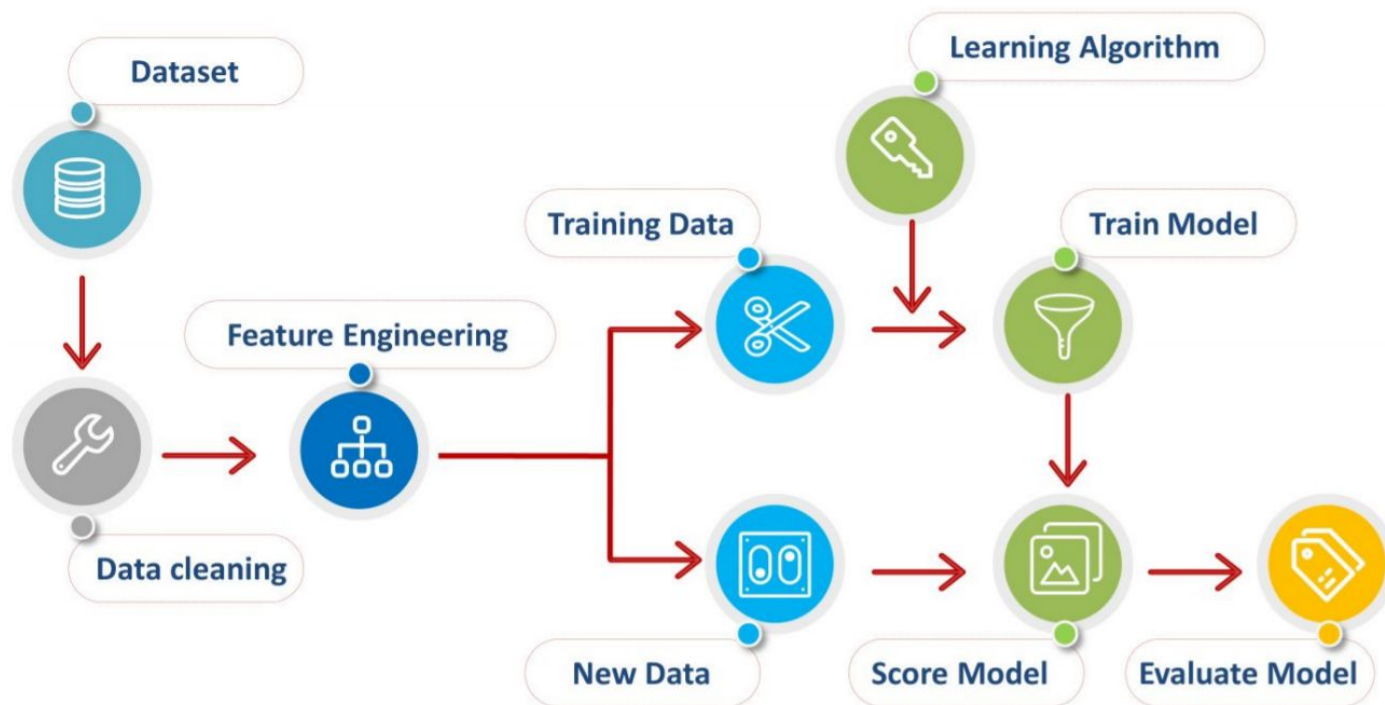 Dataset
Learning Algorithm
Training Data
Train Model
Feature Engineering
Data cleaning
New Data
Score Model
Evaluate Model